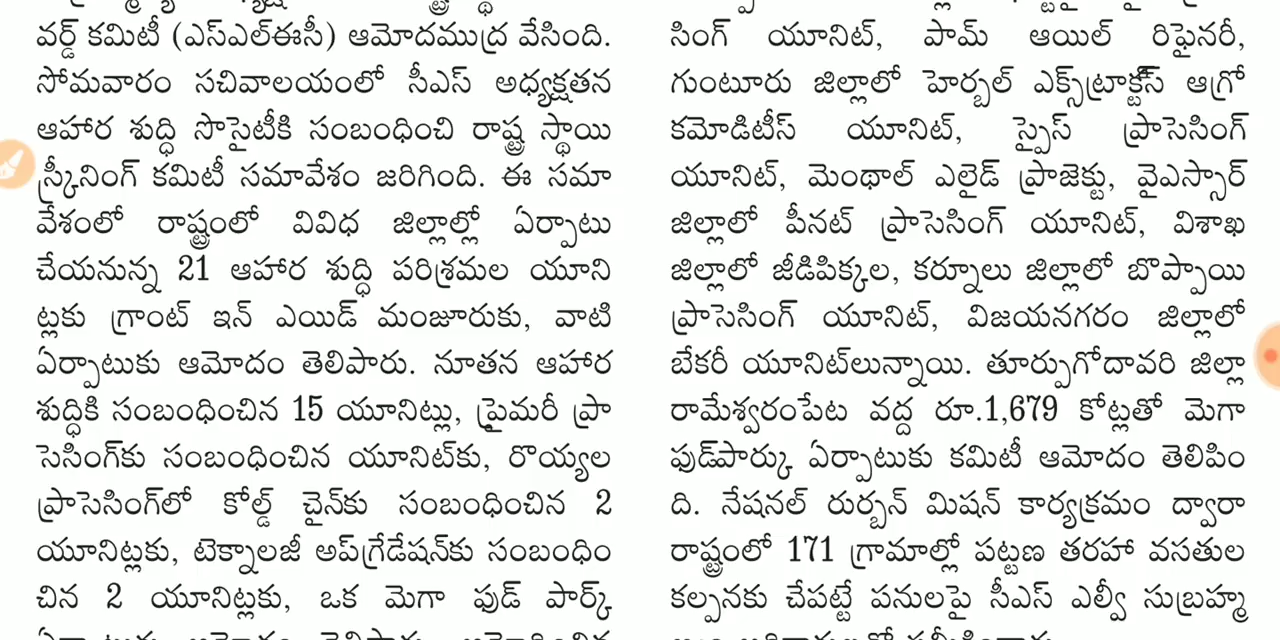 వర్డ్ కమిటీ (ఎస్ఎల్ఈసీ) ఆమోదముద్ర వేసింది.
సోమవారం సచివాలయంలో సీఎస్ అధ్యక్షతన
ఆహార శుద్ధి సొసైటీకి సంబంధించి రాష్ట్ర స్థాయి
స్క్రీనింగ్ కమిటీ సమావేశం జరిగింది. ఈ సమా
వేశంలో రాష్ట్రంలో వివిధ జిల్లాల్లో ఏర్పాటు
చేయనున్న 21 ఆహార శుద్ధి పరిశ్రమల యూని
ట్లకు గ్రాంట్ ఇన్ ఎయిడ్ మంజూరుకు, వాటి
ఏర్పాటుకు ఆమోదం తెలిపారు. నూతన ఆహార
శుద్ధికి సంబంధించిన 15 యూనిట్లు, ప్రైమరీ ప్రా
సెసింగ్‌కు సంబంధించిన యూనిట్‌కు, రొయ్యల
ప్రాసెసింగ్‌లో కోల్డ్ చైన్‌కు సంబంధించిన 2
యూనిట్లకు, టెక్నాలజీ అప్‌గ్రేడేషన్‌కు సంబంధిం
చిన 2 యూనిట్లకు, ఒక మెగా ఫుడ్ పార్క్
సింగ్ యూనిట్, పామ్ ఆయిల్ రిఫైనరీ,
గుంటూరు జిల్లాలో హెర్బల్ ఎక్స్‌ట్రాక్ట్స్ ఆగ్రో
కమోడిటీస్ యూనిట్, స్పైస్ ప్రాసెసింగ్
యూనిట్, మెంథాల్ ఎలైడ్ ప్రాజెక్టు, వైఎస్సార్
జిల్లాలో పీనట్ ప్రాసెసింగ్ యూనిట్, విశాఖ
జిల్లాలో జీడిపిక్కల, కర్నూలు జిల్లాలో బొప్పాయి
ప్రాసెసింగ్ యూనిట్, విజయనగరం జిల్లాలో
బేకరీ యూనిట్‌లున్నాయి. తూర్పుగోదావరి జిల్లా
రామేశ్వరంపేట వద్ద రూ.1,679 కోట్లతో మెగా
ఫుడ్‌పార్కు ఏర్పాటుకు కమిటీ ఆమోదం తెలిపిం
ది. నేషనల్ రుర్బన్ మిషన్ కార్యక్రమం ద్వారా
రాష్ట్రంలో 171 గ్రామాల్లో పట్టణ తరహా వసతుల
కల్పనకు చేపట్టే పనులపై సీఎస్ ఎల్వీ సుబ్రహ్మ